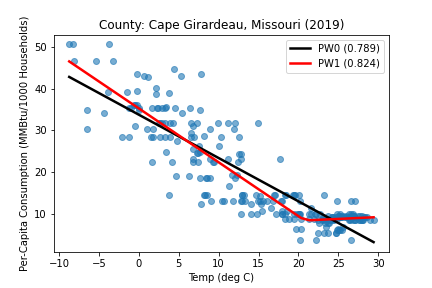 County: Cape Girardeau, Missouri (2019)
Per-Capita Consumption (MMBtu/1000 Households)
50
40
30
20
10
PW0 (0.789)
PW1 (0.824)
−10
−5
0
5
10
15
20
25
30
Temp (deg C)